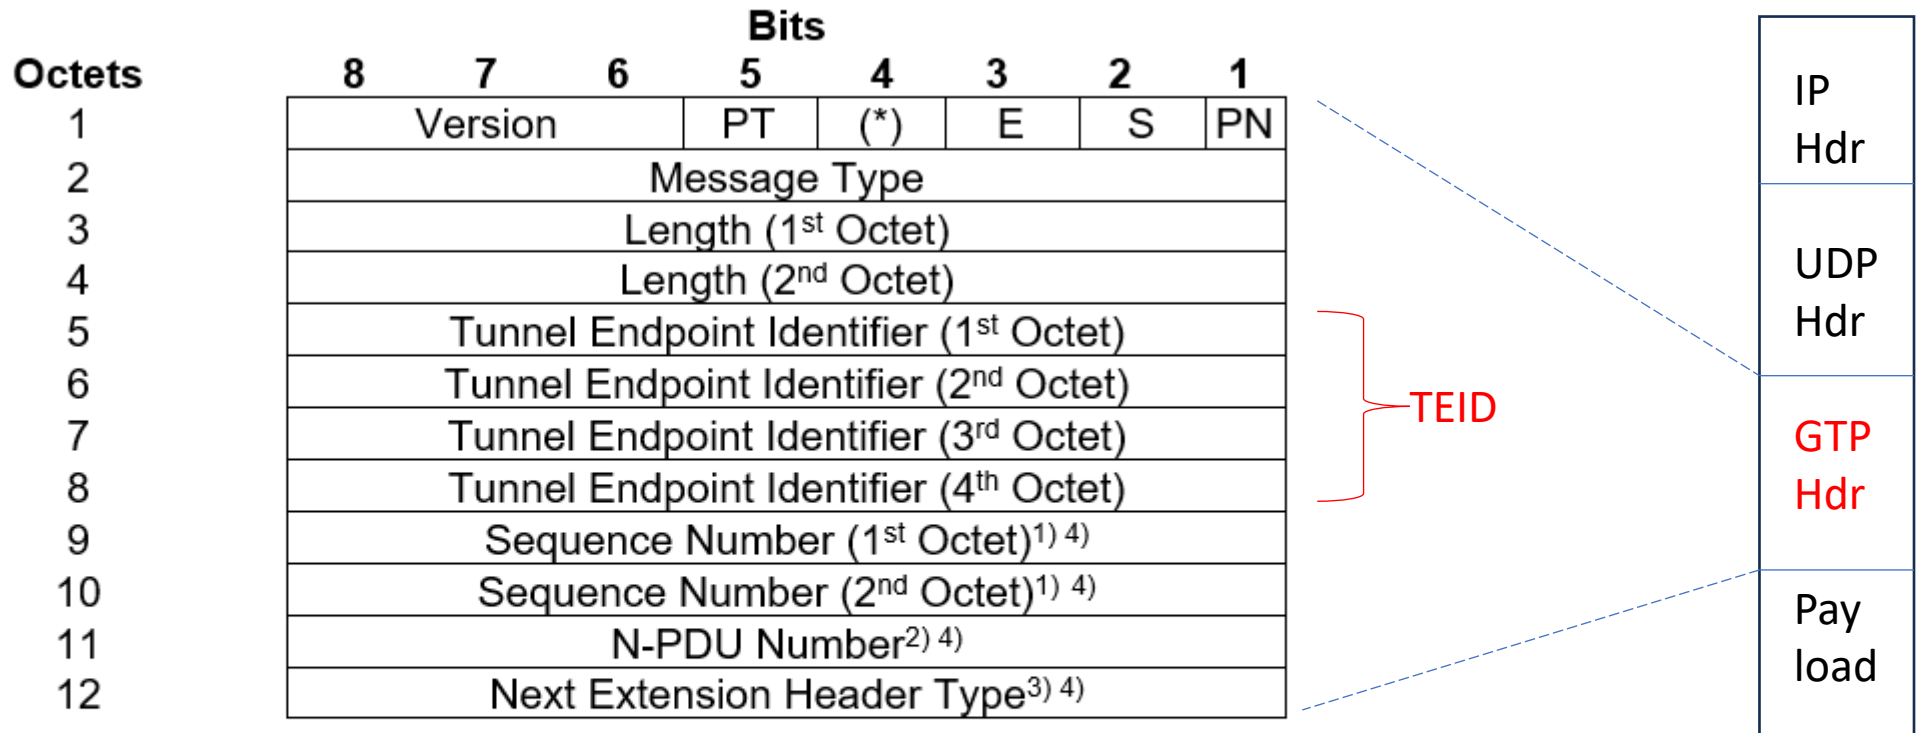 Bits
Octets 8 7 6 5 4 3 2 1
1 Version PT (*) E S PN
2 Message Type
3 Length (1st Octet)
4 Length (2nd Octet)
5 Tunnel Endpoint Identifier (1st Octet)
6 Tunnel Endpoint Identifier (2nd Octet)
7 Tunnel Endpoint Identifier (3rd Octet)
8 Tunnel Endpoint Identifier (4th Octet)
9 Sequence Number (1st Octet)1) 4)
10 Sequence Number (2nd Octet)1) 4)
11 N-PDU Number2) 4)
12 Next Extension Header Type3) 4)
TEID
IP
Hdr
UDP
Hdr
GTP
Hdr
Pay
load